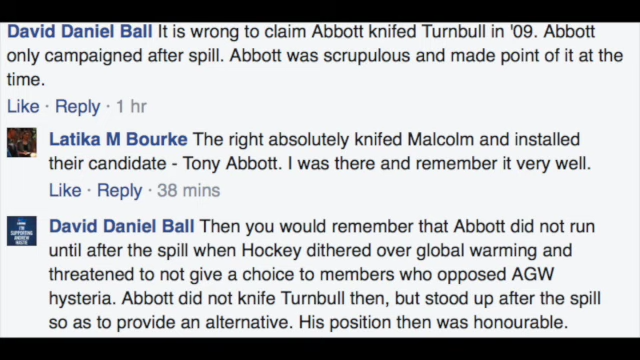 David Daniel Ball It is wrong to claim Abbott knifed Turnbull in '09. Abbott
only campaigned after spill. Abbott was scrupulous and made point of it at the
time.
Like · Reply · 1 hr
Latika M Bourke The right absolutely knifed Malcolm and installed
their candidate - Tony Abbott. I was there and remember it very well.
Like · Reply · 38 mins
David Daniel Ball Then you would remember that Abbott did not run
until after the spill when Hockey dithered over global warming and
threatened to not give a choice to members who opposed AGW
hysteria. Abbott did not knife Turnbull then, but stood up after the spill
so as to provide an alternative. His position then was honourable.